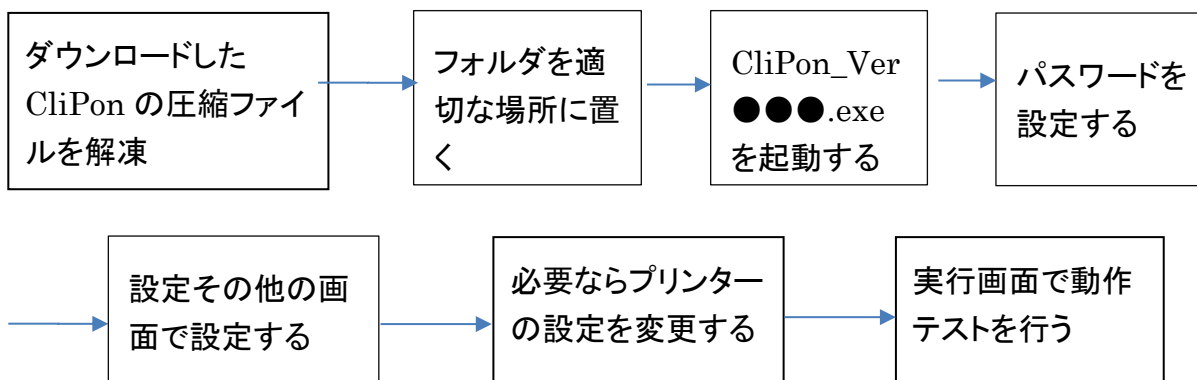 ダウンロードした
CliPon の圧縮ファイ
ルを解凍
フォルダを適
切な場所に置
く
CliPon_Ver
●●●.exe
を起動する
パスワードを
設定する
設定その他の画
面で設定する
必要ならプリンター
の設定を変更する
実行画面で動作
テストを行う